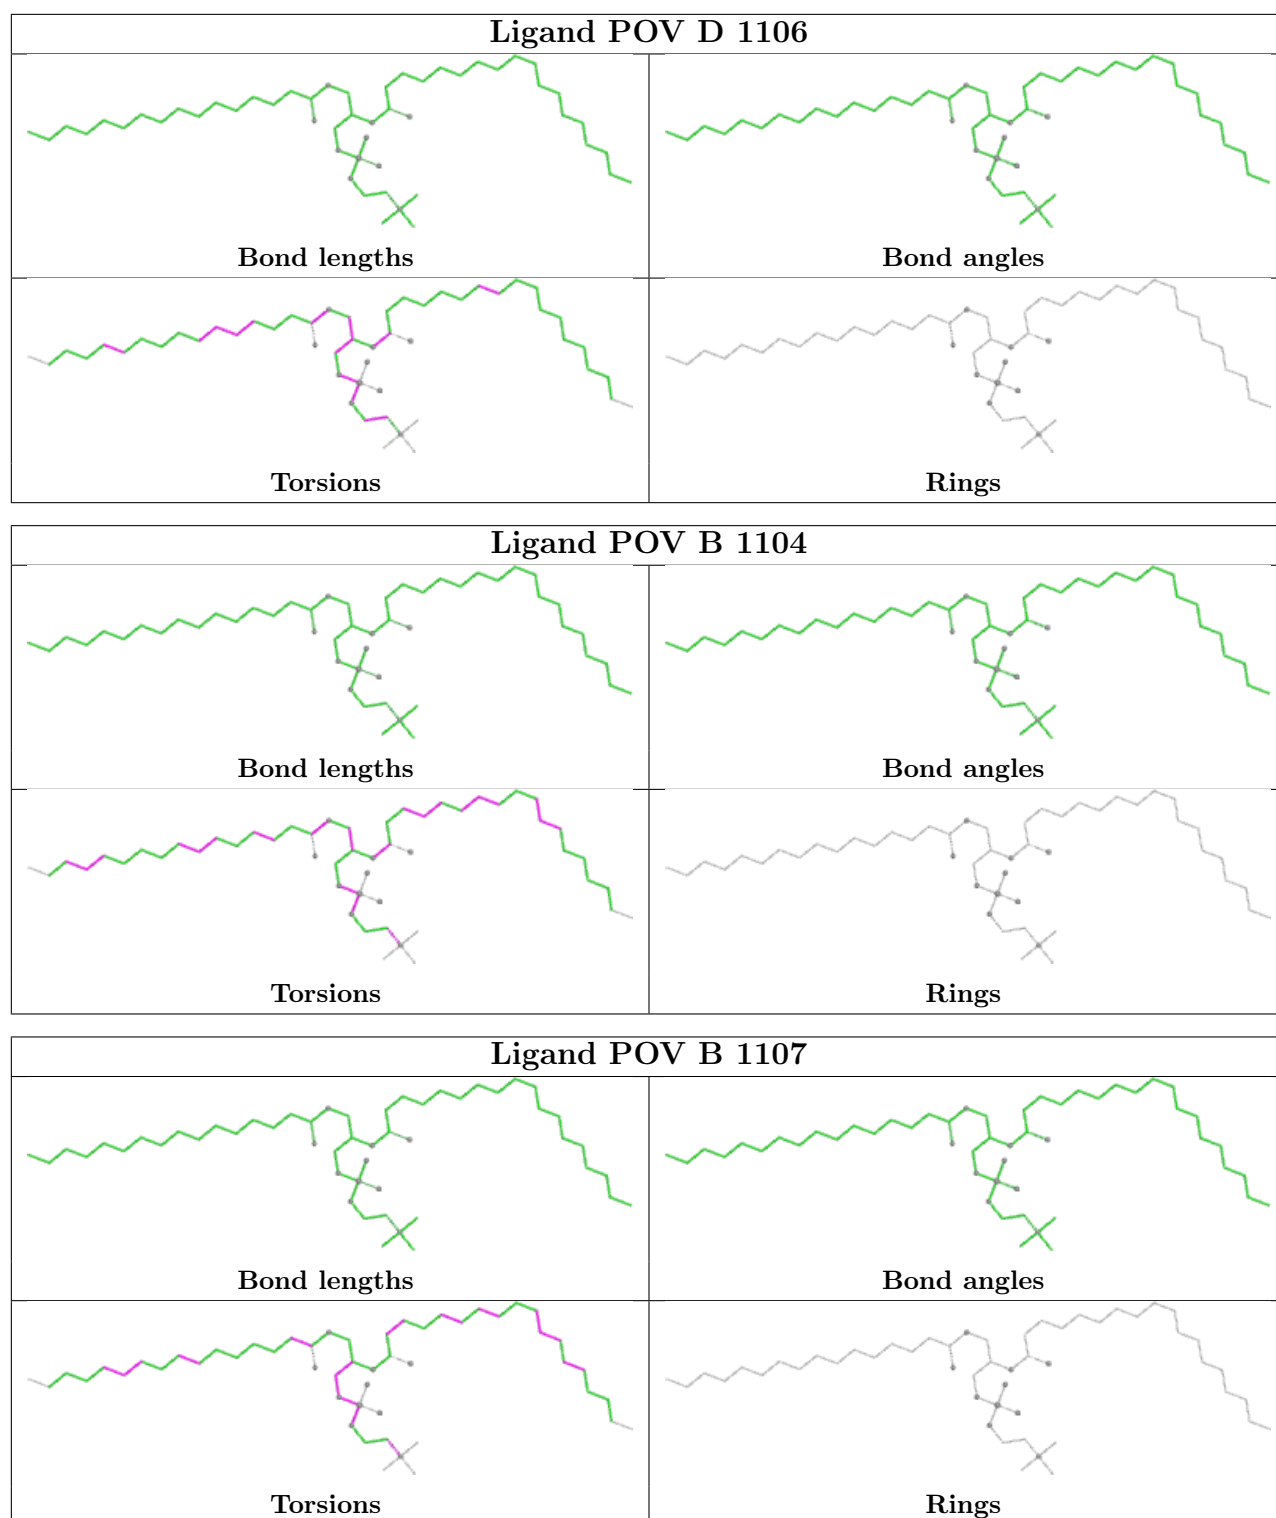 Ligand POV D 1106
Bond lengths
Bond angles
Torsions
Rings
Ligand POV B 1104
Bond lengths
Bond angles
Torsions
Rings
Ligand POV B 1107
Bond lengths
Bond angles
Torsions
Rings